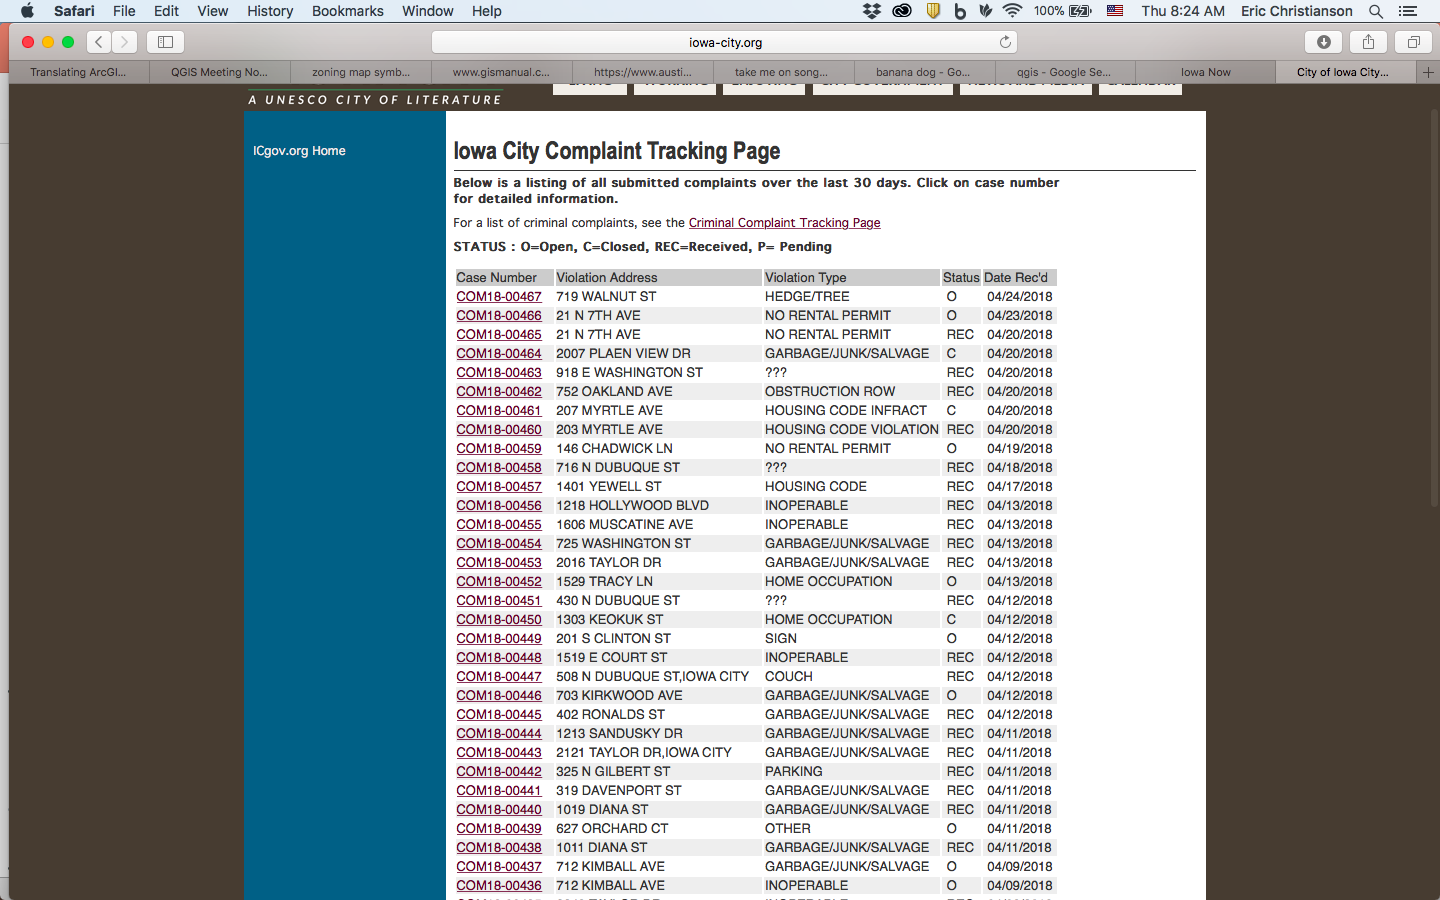 Safari File Edit View History Bookmarks Window Help 100% Thu 8:24 AM Eric Christianson
iowa-city.org
Translating ArcGI... QGIS Meeting No... zoning map symb... www.gismanual.c... https://www.austi... take me on song... banana dog - Go... qgis - Google Se... Iowa Now City of Iowa City...
A UNESCO CITY OF LITERATURE
ICgov.org Home
Iowa City Complaint Tracking Page
Below is a listing of all submitted complaints over the last 30 days. Click on case number
for detailed information.
For a list of criminal complaints, see the Criminal Complaint Tracking Page
STATUS : O=Open, C=Closed, REC=Received, P= Pending
Case Number Violation Address Violation Type Status Date Rec'd
COM18-00467 719 WALNUT ST HEDGE/TREE O 04/24/2018
COM18-00466 21 N 7TH AVE NO RENTAL PERMIT O 04/23/2018
COM18-00465 21 N 7TH AVE NO RENTAL PERMIT REC 04/20/2018
COM18-00464 2007 PLAEN VIEW DR GARBAGE/JUNK/SALVAGE C 04/20/2018
COM18-00463 918 E WASHINGTON ST ??? REC 04/20/2018
COM18-00462 752 OAKLAND AVE OBSTRUCTION ROW REC 04/20/2018
COM18-00461 207 MYRTLE AVE HOUSING CODE INFRACT C 04/20/2018
COM18-00460 203 MYRTLE AVE HOUSING CODE VIOLATION REC 04/20/2018
COM18-00459 146 CHADWICK LN NO RENTAL PERMIT O 04/19/2018
COM18-00458 716 N DUBUQUE ST ??? REC 04/18/2018
COM18-00457 1401 YEWELL ST HOUSING CODE REC 04/17/2018
COM18-00456 1218 HOLLYWOOD BLVD INOPERABLE REC 04/13/2018
COM18-00455 1606 MUSCATINE AVE INOPERABLE REC 04/13/2018
COM18-00454 725 WASHINGTON ST GARBAGE/JUNK/SALVAGE REC 04/13/2018
COM18-00453 2016 TAYLOR DR GARBAGE/JUNK/SALVAGE REC 04/13/2018
COM18-00452 1529 TRACY LN HOME OCCUPATION O 04/13/2018
COM18-00451 430 N DUBUQUE ST ??? REC 04/12/2018
COM18-00450 1303 KEOKUK ST HOME OCCUPATION C 04/12/2018
COM18-00449 201 S CLINTON ST SIGN O 04/12/2018
COM18-00448 1519 E COURT ST INOPERABLE REC 04/12/2018
COM18-00447 508 N DUBUQUE ST,IOWA CITY COUCH REC 04/12/2018
COM18-00446 703 KIRKWOOD AVE GARBAGE/JUNK/SALVAGE O 04/12/2018
COM18-00445 402 RONALDS ST GARBAGE/JUNK/SALVAGE REC 04/12/2018
COM18-00444 1213 SANDUSKY DR GARBAGE/JUNK/SALVAGE REC 04/11/2018
COM18-00443 2121 TAYLOR DR,IOWA CITY GARBAGE/JUNK/SALVAGE REC 04/11/2018
COM18-00442 325 N GILBERT ST PARKING REC 04/11/2018
COM18-00441 319 DAVENPORT ST GARBAGE/JUNK/SALVAGE REC 04/11/2018
COM18-00440 1019 DIANA ST GARBAGE/JUNK/SALVAGE REC 04/11/2018
COM18-00439 627 ORCHARD CT OTHER O 04/11/2018
COM18-00438 1011 DIANA ST GARBAGE/JUNK/SALVAGE REC 04/11/2018
COM18-00437 712 KIMBALL AVE GARBAGE/JUNK/SALVAGE O 04/09/2018
COM18-00436 712 KIMBALL AVE INOPERABLE O 04/09/2018